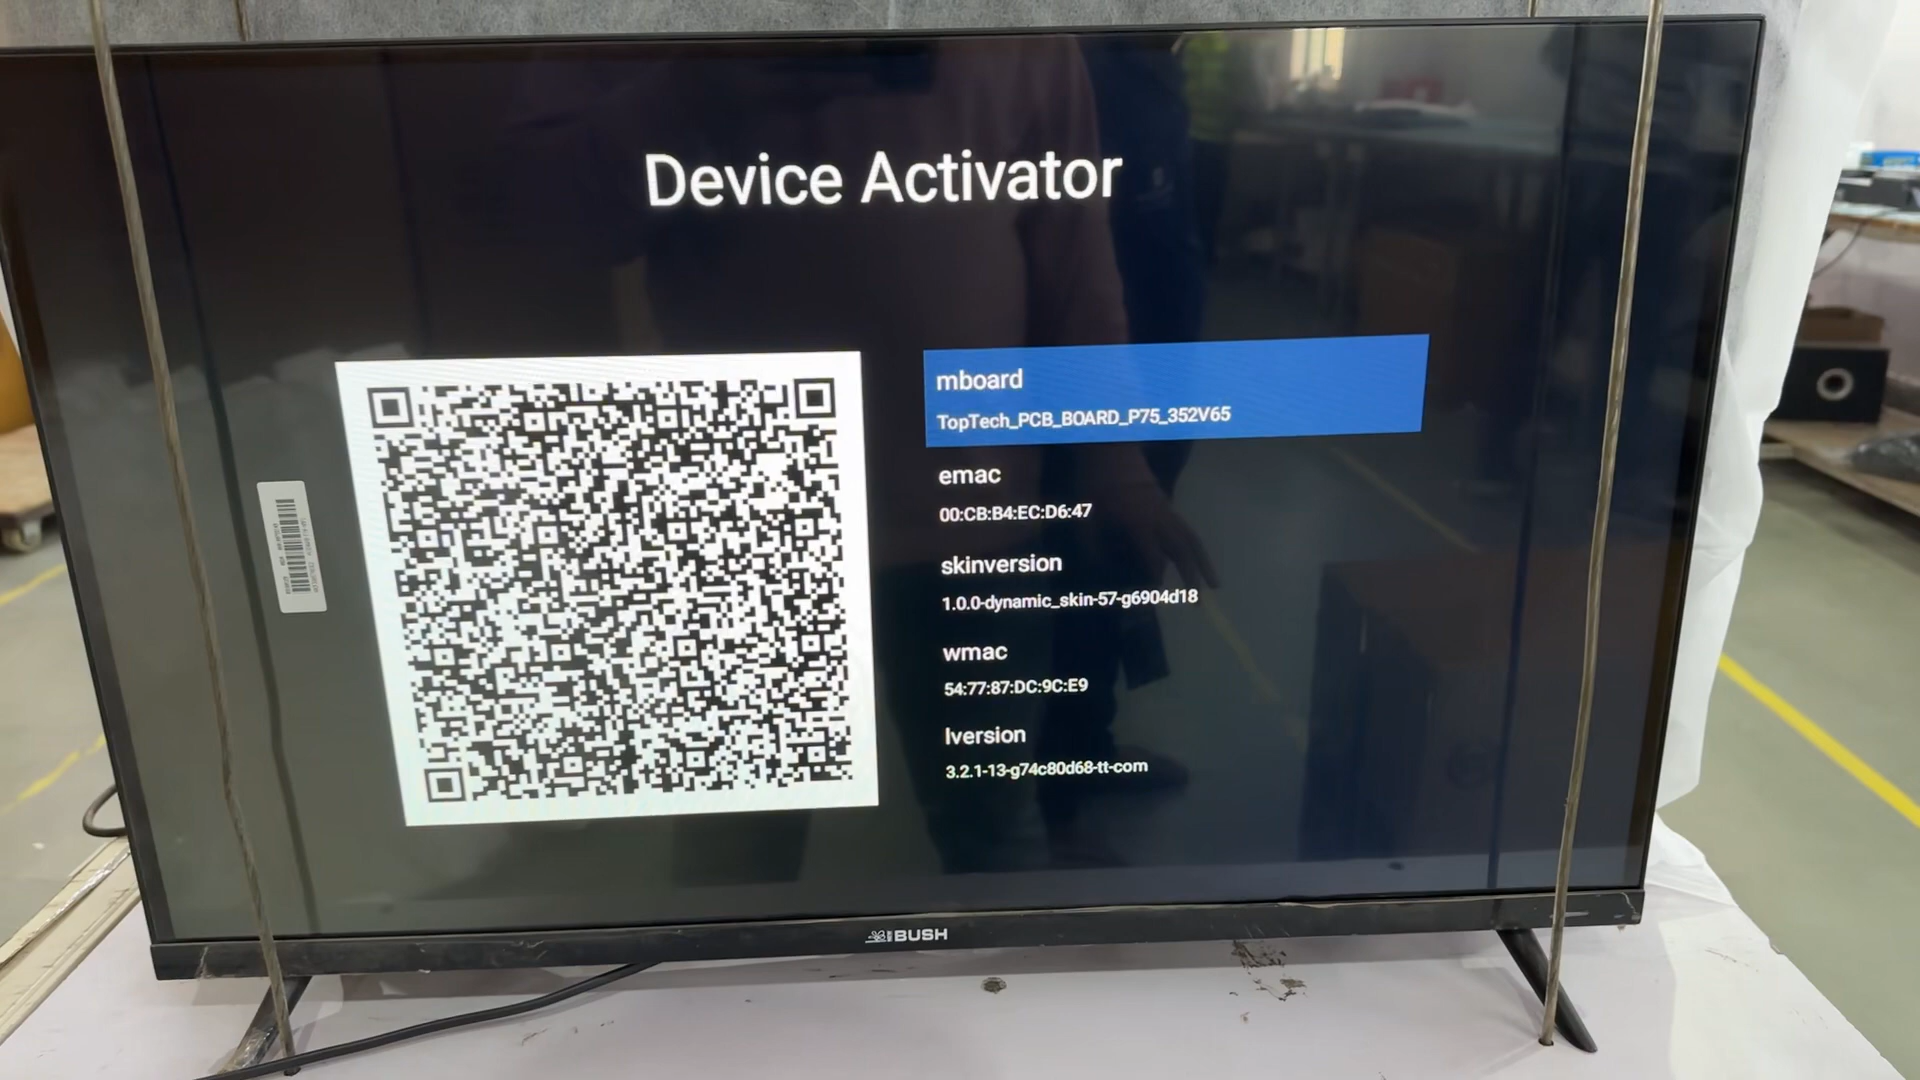 Device Activator
mboard
TopTech_PCB_BOARD_P75_352V65
emac
00:CB:B4:EC:D6:47
skinversion
1.0.0-dynamic_skin-57-g6904d18
wmac
54:77:87:DC:9C:E9
lversion
3.2.1-13-g74c80d68-tt-com
BUSH